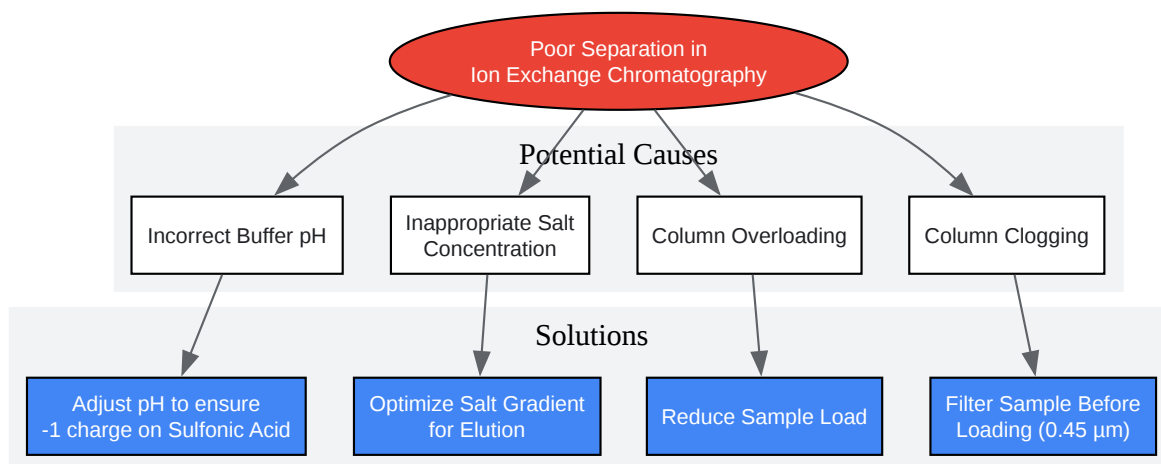 Poor Separation in
Ion Exchange Chromatography
Potential Causes
Incorrect Buffer pH
Inappropriate Salt
Concentration
Column Overloading
Column Clogging
Solutions
Adjust pH to ensure
-1 charge on Sulfonic Acid
Optimize Salt Gradient
for Elution
Reduce Sample Load
Filter Sample Before
Loading (0.45 µm)